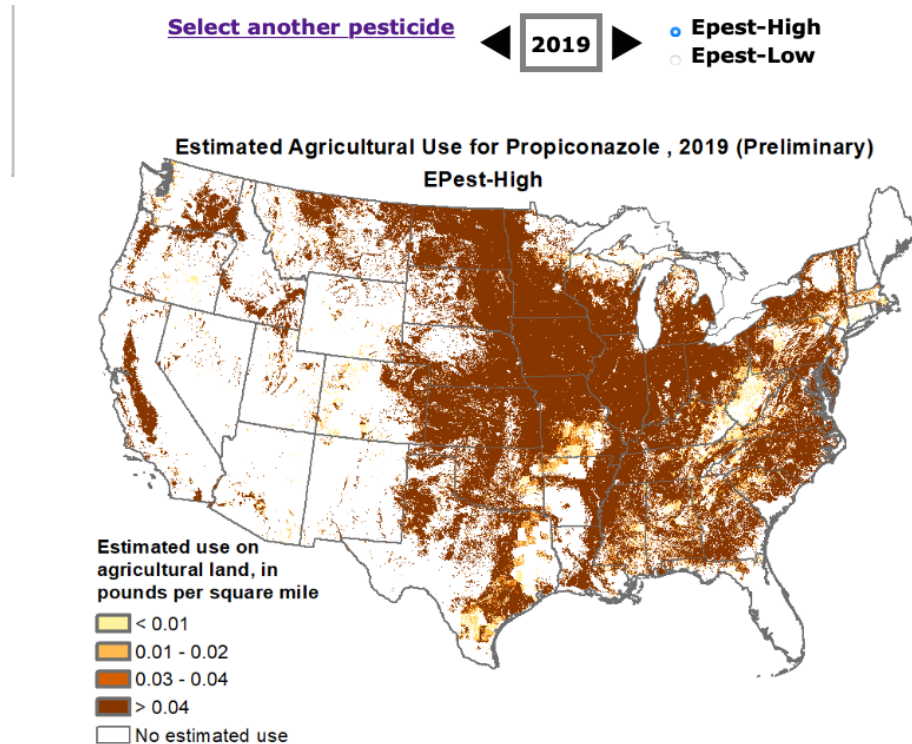 Select another pesticide
2019
Epest-High
Epest-Low
Estimated Agricultural Use for Propiconazole , 2019 (Preliminary)
EPest-High
Estimated use on
agricultural land, in
pounds per square mile
< 0.01
0.01 - 0.02
0.03 - 0.04
> 0.04
No estimated use